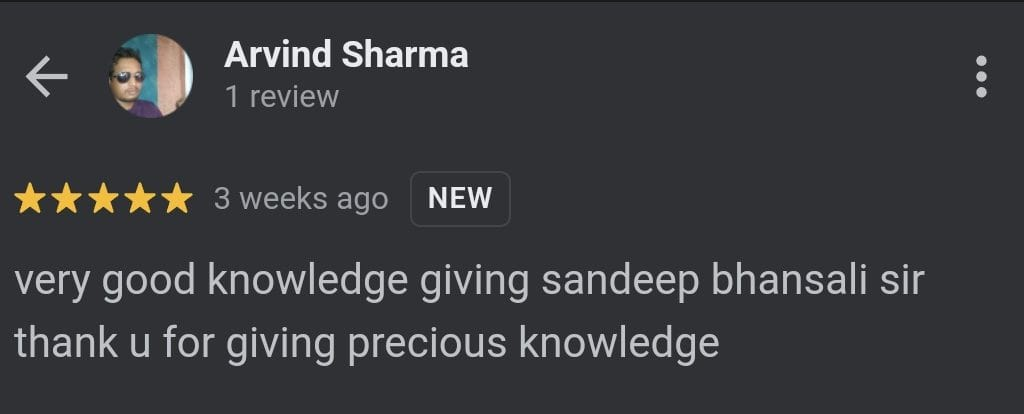 Arvind Sharma
1 review
3 weeks ago NEW
very good knowledge giving sandeep bhansali sir
thank u for giving precious knowledge